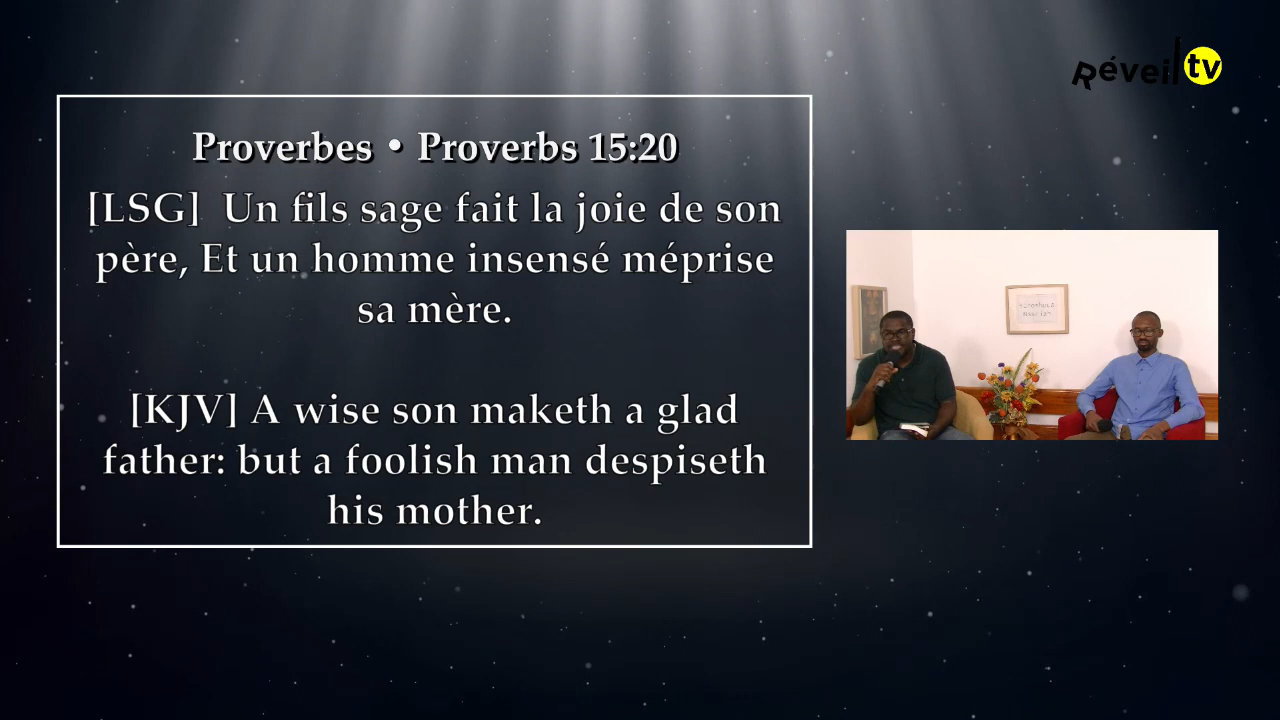 Réveil tv
Proverbes • Proverbs 15:20
[LSG] Un fils sage fait la joie de son
père, Et un homme insensé méprise
sa mère.
[KJV] A wise son maketh a glad
father: but a foolish man despiseth
his mother.